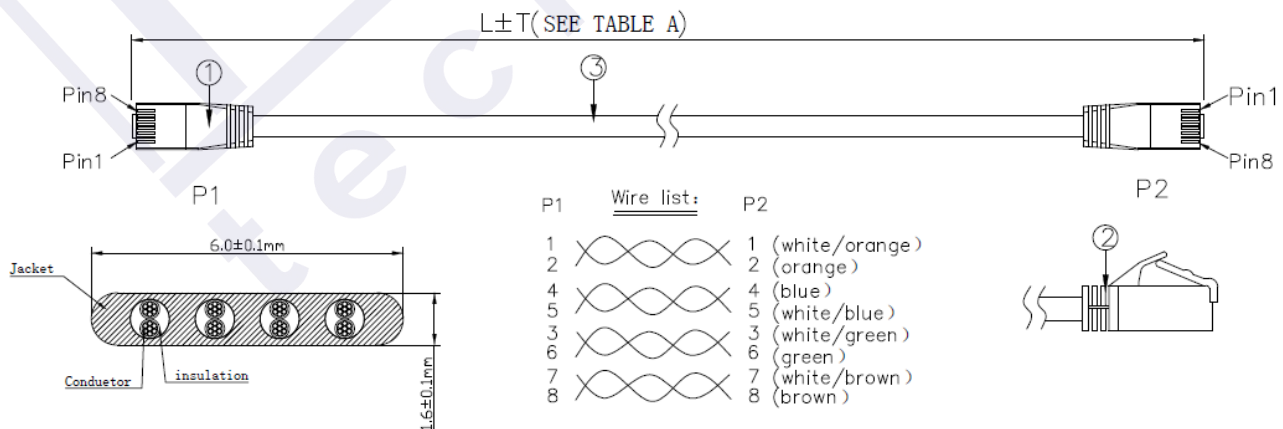 L±T(SEE TABLE A)
①
③
Pin8
Pin1
Pin1
Pin8
P1
P2
6.0±0.1mm
Jacket
Conduetor
insulation
1.6±0.1mm
P1 Wire list: P2
1 1 (white/orange)
2 2 (orange)
4 4 (blue)
5 5 (white/blue)
3 3 (white/green)
6 6 (green)
7 7 (white/brown)
8 8 (brown)
②
t e c